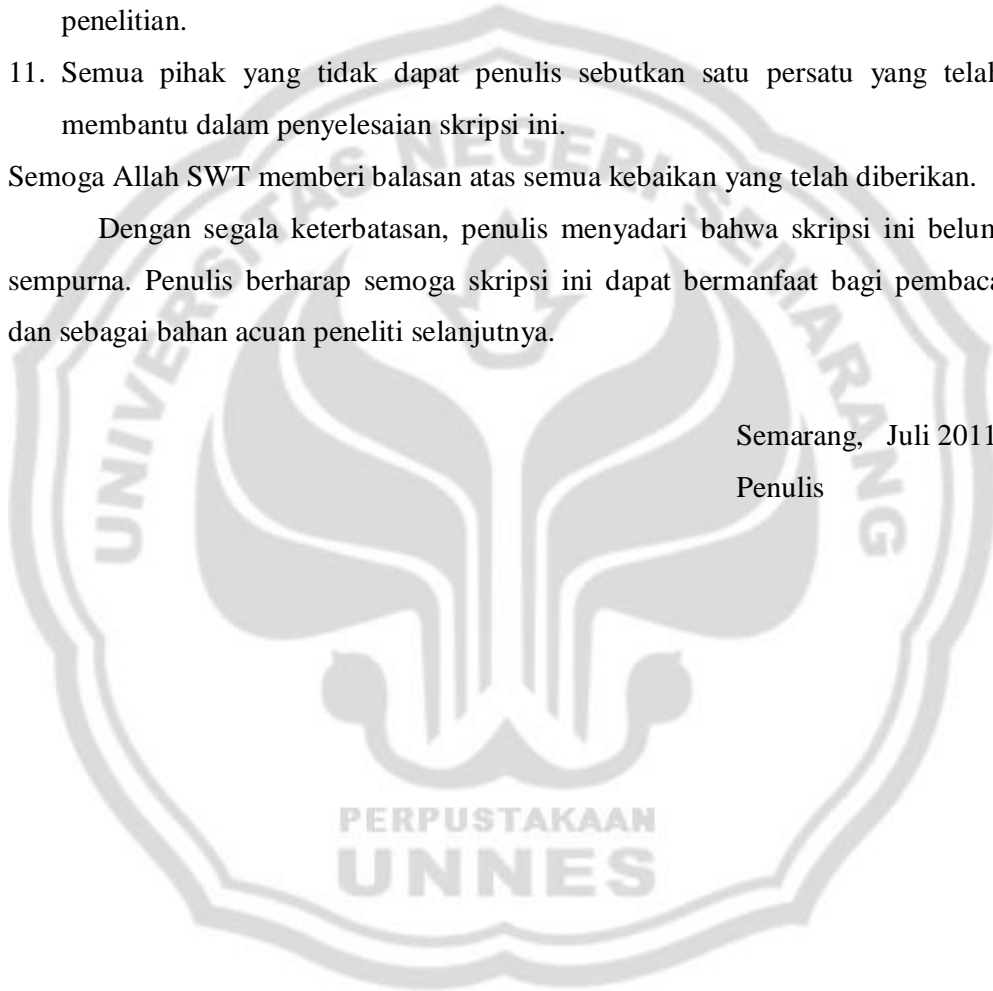 penelitian.
11. Semua pihak yang tidak dapat penulis sebutkan satu persatu yang telah
membantu dalam penyelesaian skripsi ini.
Semoga Allah SWT memberi balasan atas semua kebaikan yang telah diberikan.
Dengan segala keterbatasan, penulis menyadari bahwa skripsi ini belum
sempurna. Penulis berharap semoga skripsi ini dapat bermanfaat bagi pembaca
dan sebagai bahan acuan peneliti selanjutnya.
Semarang, Juli 2011
Penulis
UNIVERSITAS NEGERI SEMARANG
PERPUSTAKAAN
UNNES